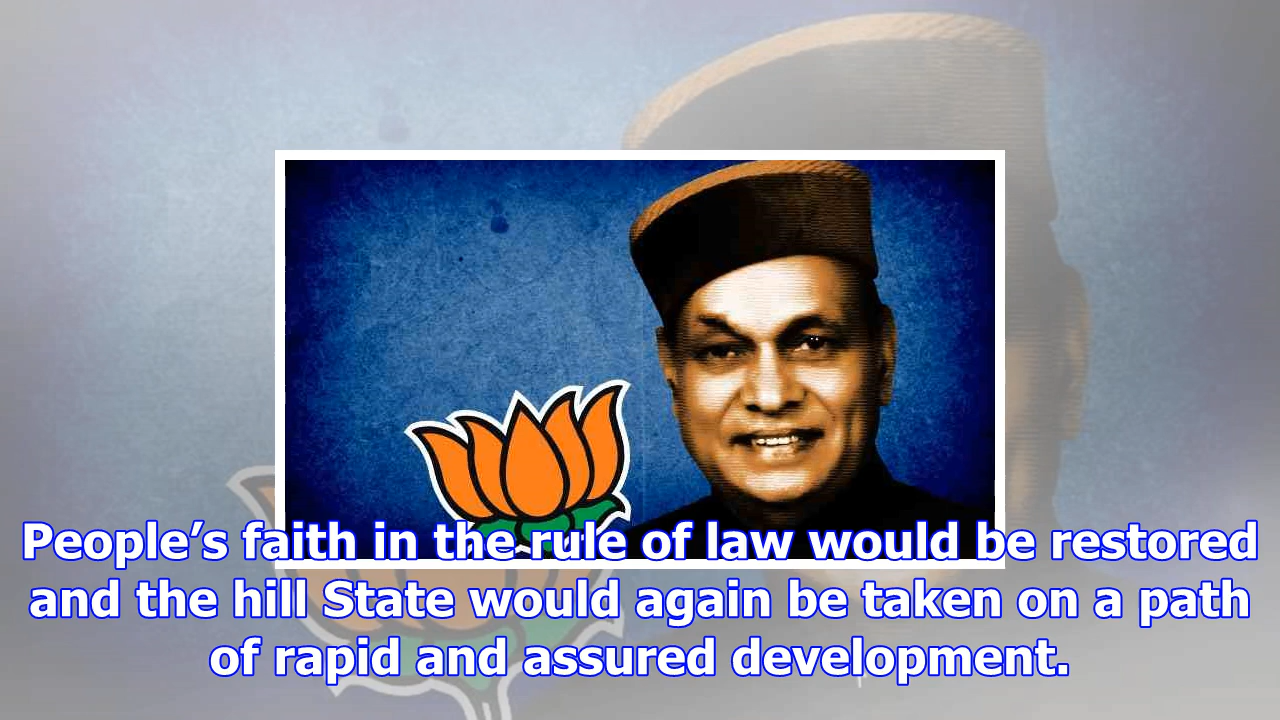 People’s faith in the rule of law would be restored
and the hill State would again be taken on a path
of rapid and assured development.